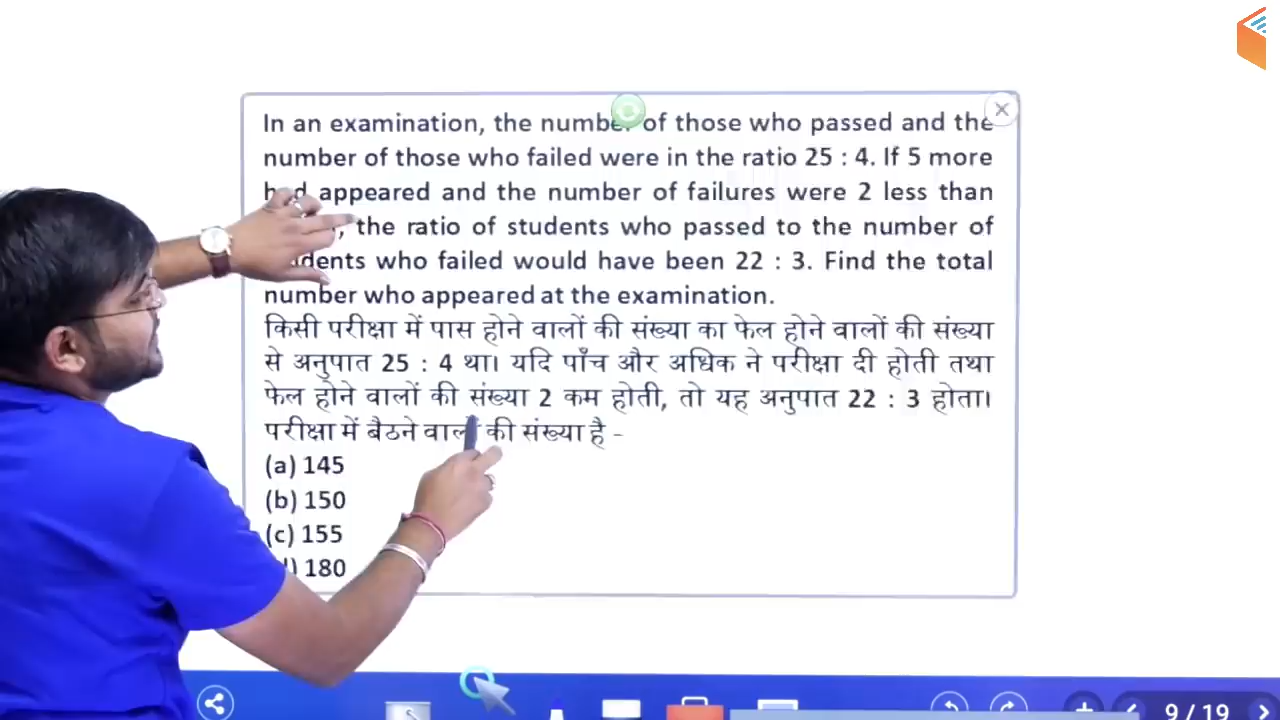 In an examination, the number of those who passed and the
number of those who failed were in the ratio 25 : 4. If 5 more
had appeared and the number of failures were 2 less than
the ratio of students who passed to the number of
students who failed would have been 22 : 3. Find the total
number who appeared at the examination.
किसी परीक्षा में पास होने वालों की संख्या का फेल होने वालों की संख्या
से अनुपात 25 : 4 था। यदि पाँच और अधिक ने परीक्षा दी होती तथा
फेल होने वालों की संख्या 2 कम होती, तो यह अनुपात 22 : 3 होता।
परीक्षा में बैठने वालों की संख्या है -
(a) 145
(b) 150
(c) 155
(d) 180
9 / 19